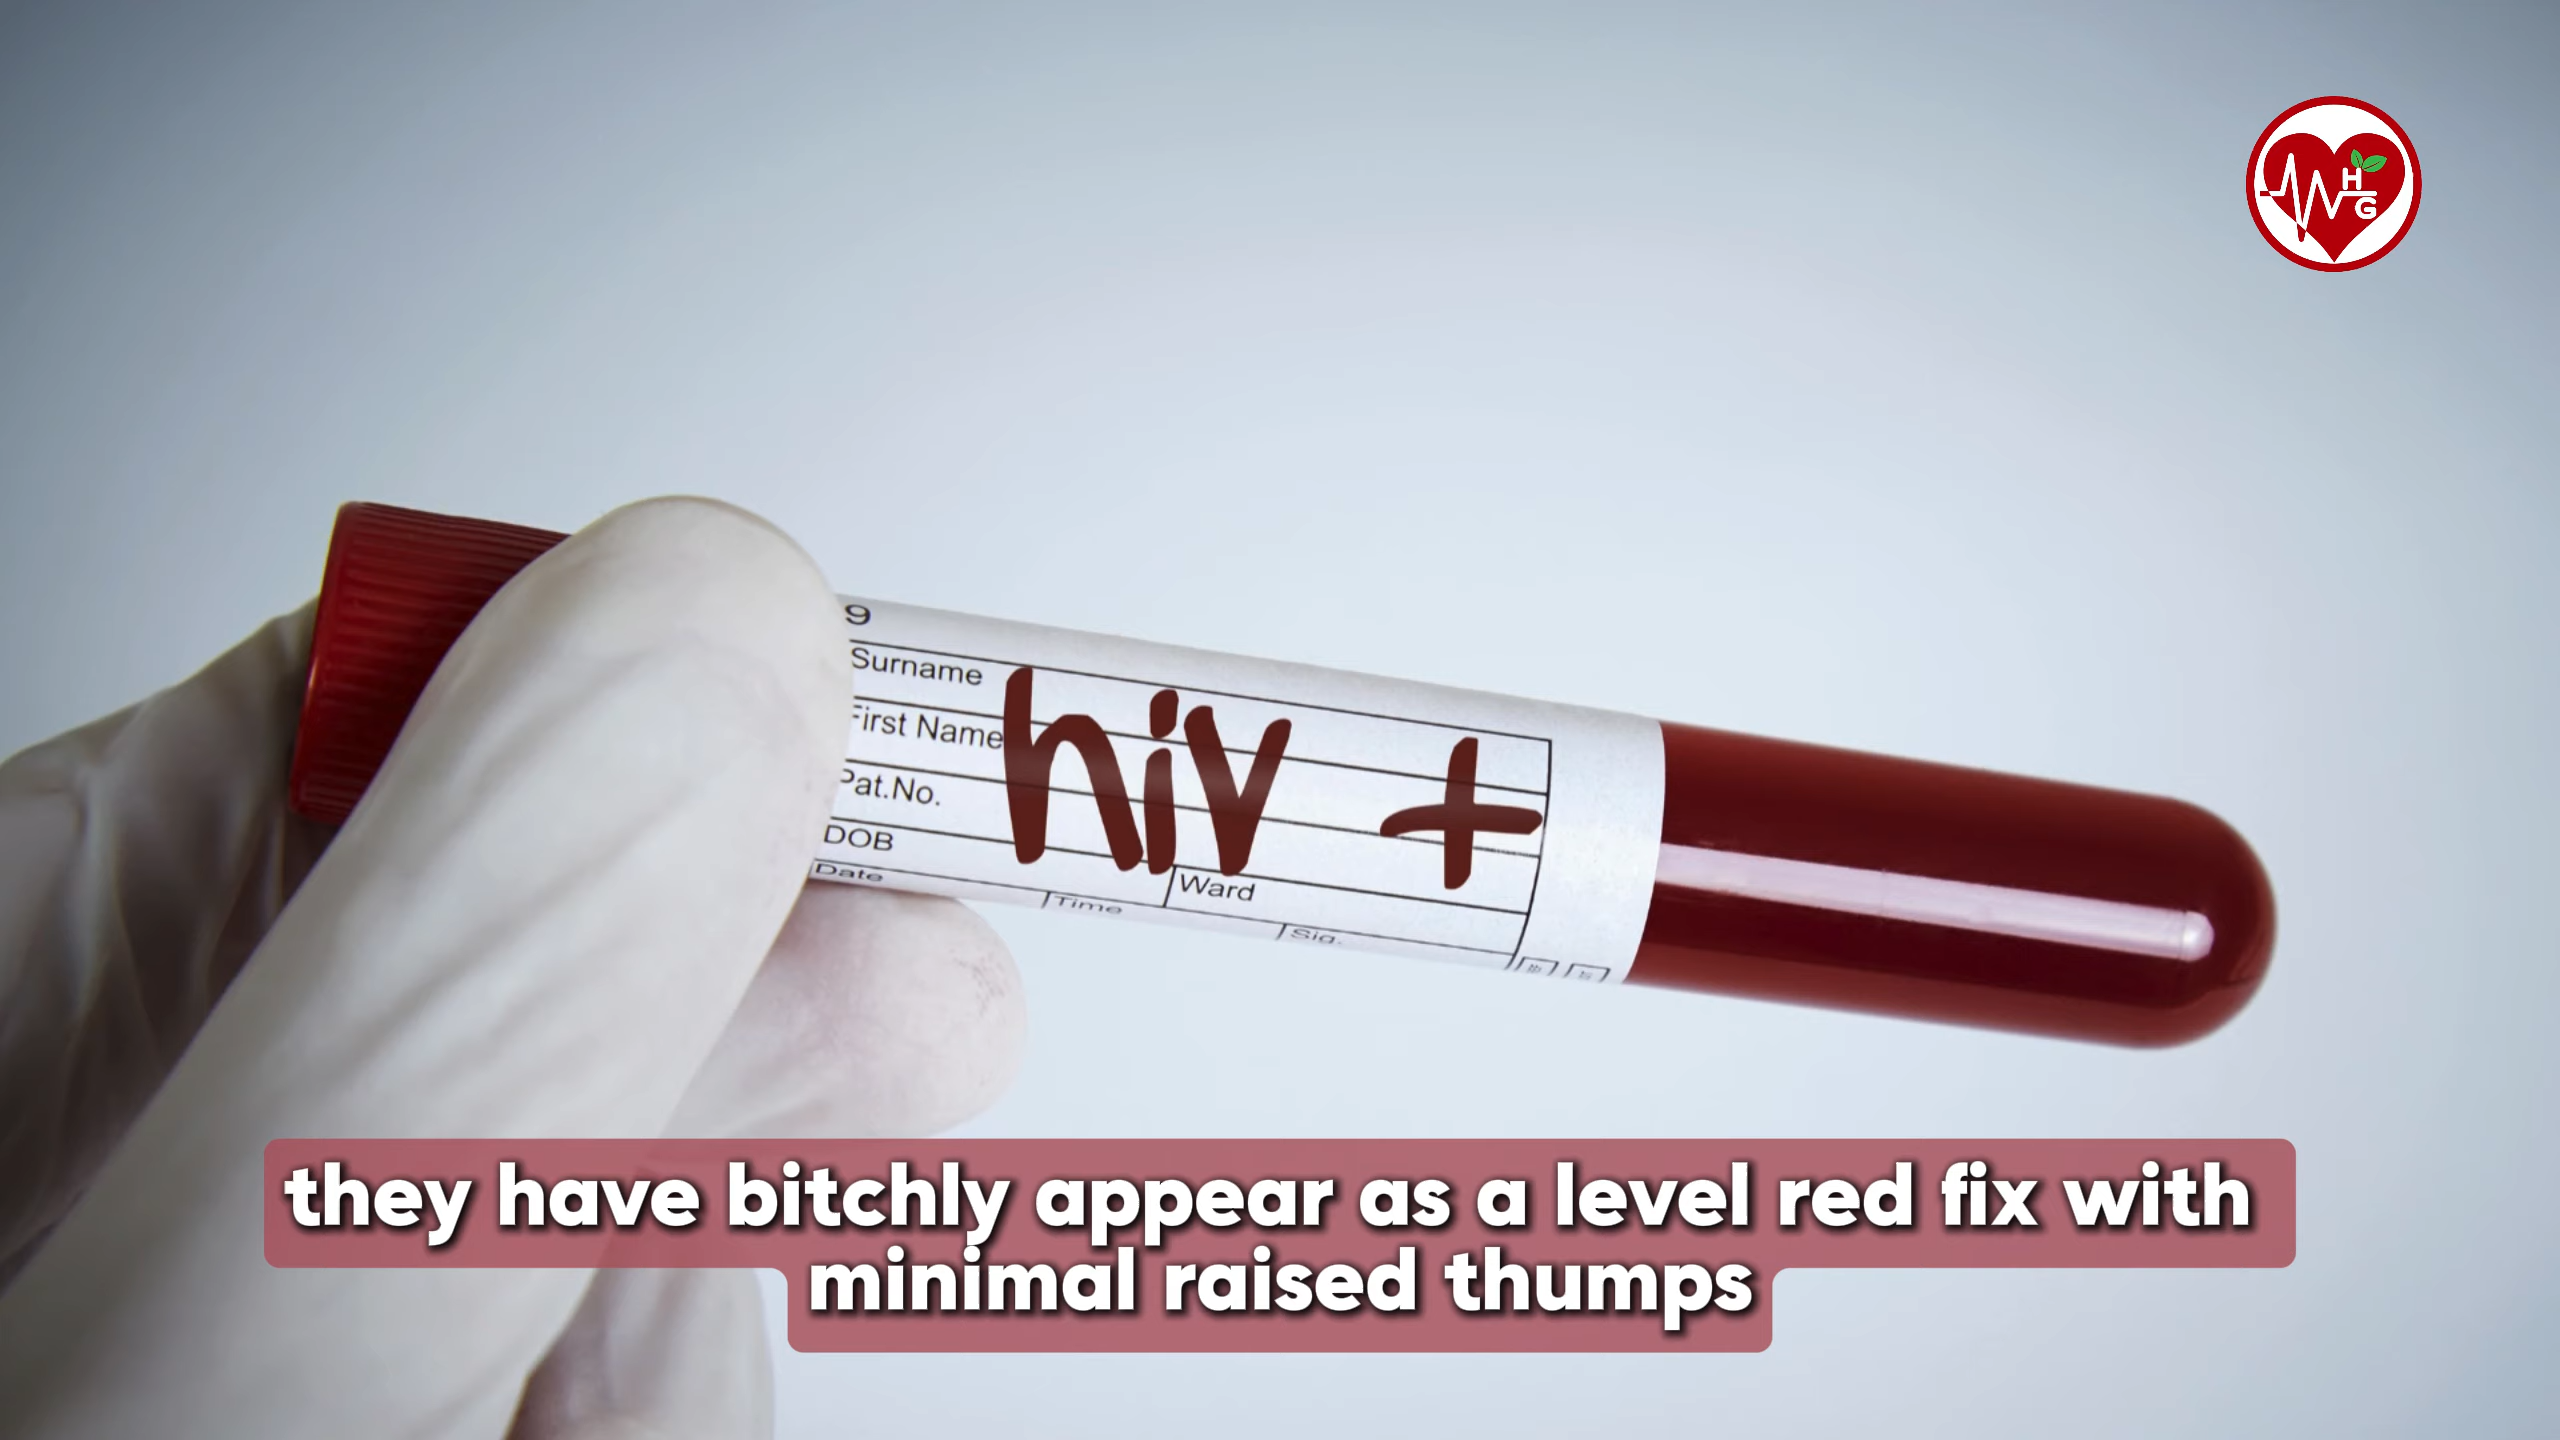 H
G
9
Surname
First Name
Pat.No.
DOB
Date
Time
Ward
Sig.
hiv +
they have bitchly appear as a level red fix with
minimal raised thumps